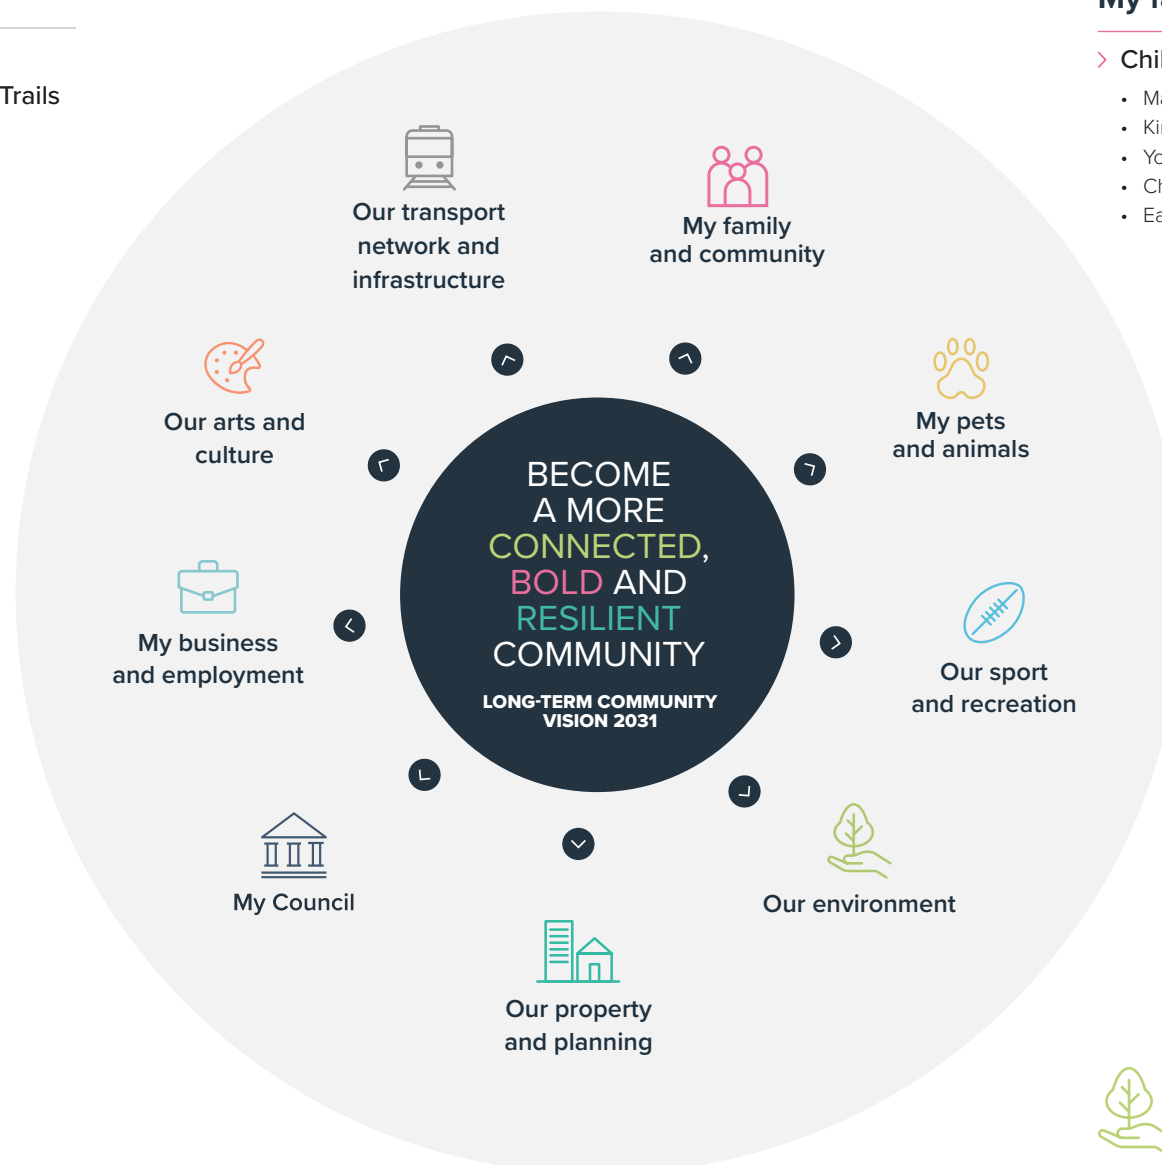 Trails
Our transport
network and
infrastructure
My family
and community
Our arts and
culture
My pets
and animals
BECOME
A MORE
CONNECTED,
BOLD AND
RESILIENT
COMMUNITY
LONG-TERM COMMUNITY
VISION 2031
My business
and employment
Our sport
and recreation
My Council
Our environment
Our property
and planning
My